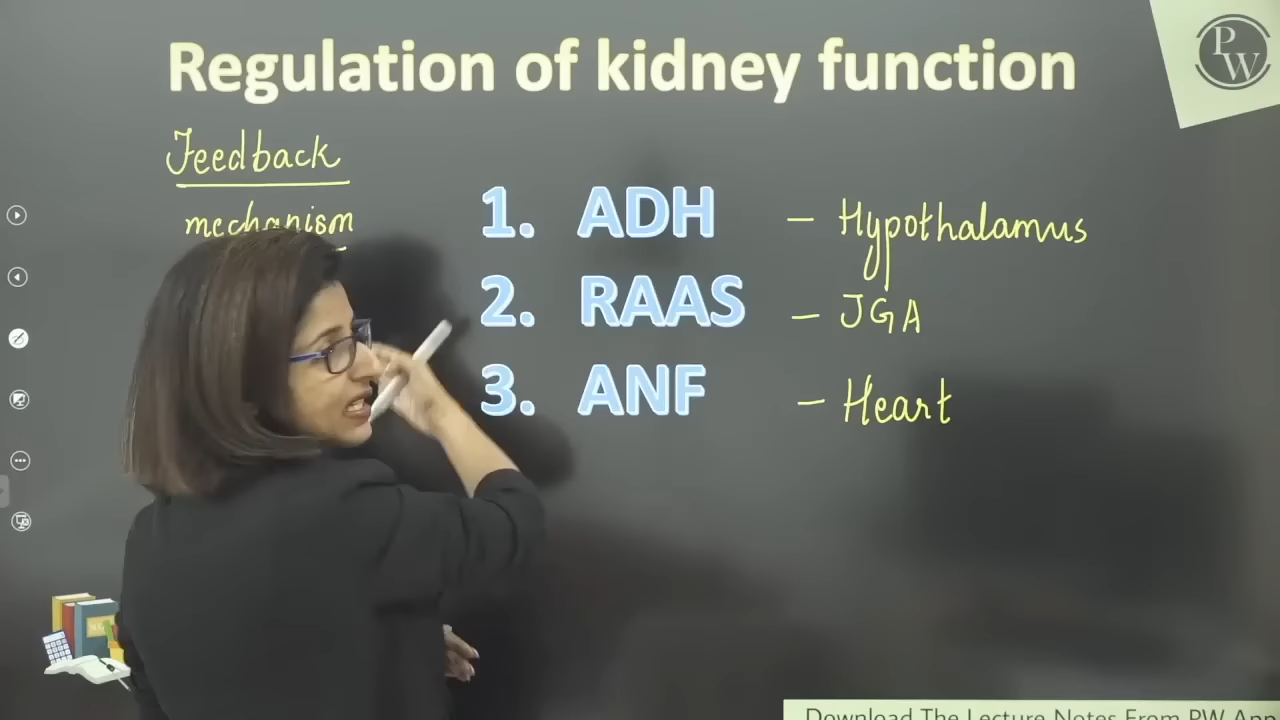 Regulation of kidney function
PW
Feedback
mechanism
1. ADH - Hypothalamus
2. RAAS - JGA
3. ANF - Heart
Download The Lecture Notes From PW App